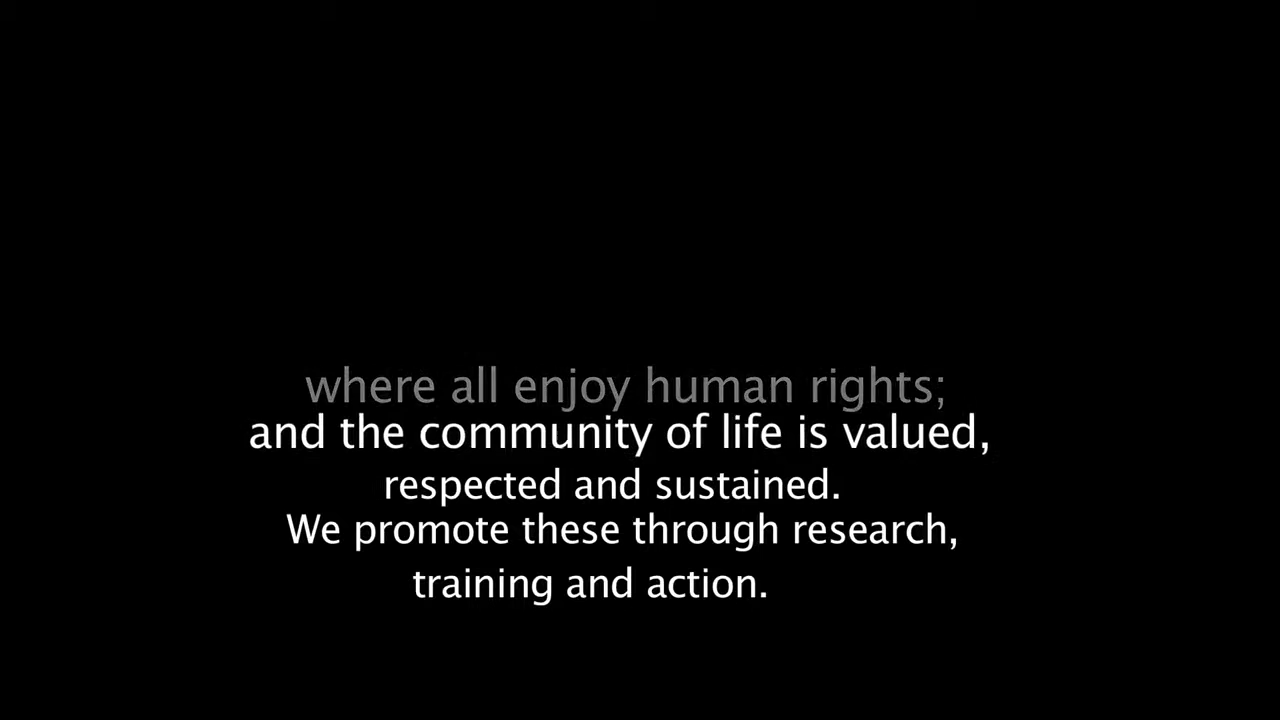 where all enjoy human rights;
and the community of life is valued,
respected and sustained.
We promote these through research,
training and action.